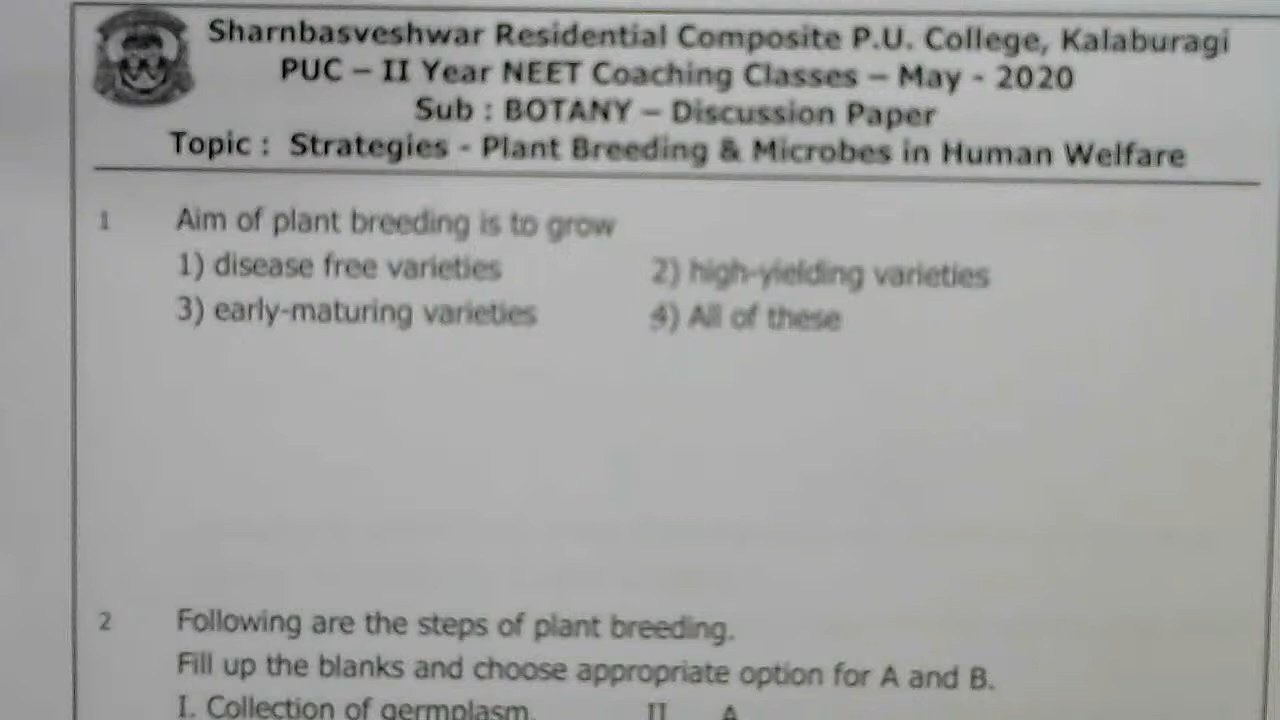 Sharnbasveshwar Residential Composite P.U. College, Kalaburagi
PUC – II Year NEET Coaching Classes – May - 2020
Sub : BOTANY – Discussion Paper
Topic : Strategies - Plant Breeding & Microbes in Human Welfare
1 Aim of plant breeding is to grow
1) disease free varieties 2) high-yielding varieties
3) early-maturing varieties 4) All of these
2 Following are the steps of plant breeding.
Fill up the blanks and choose appropriate option for A and B.
I. Collection of germplasm. II A